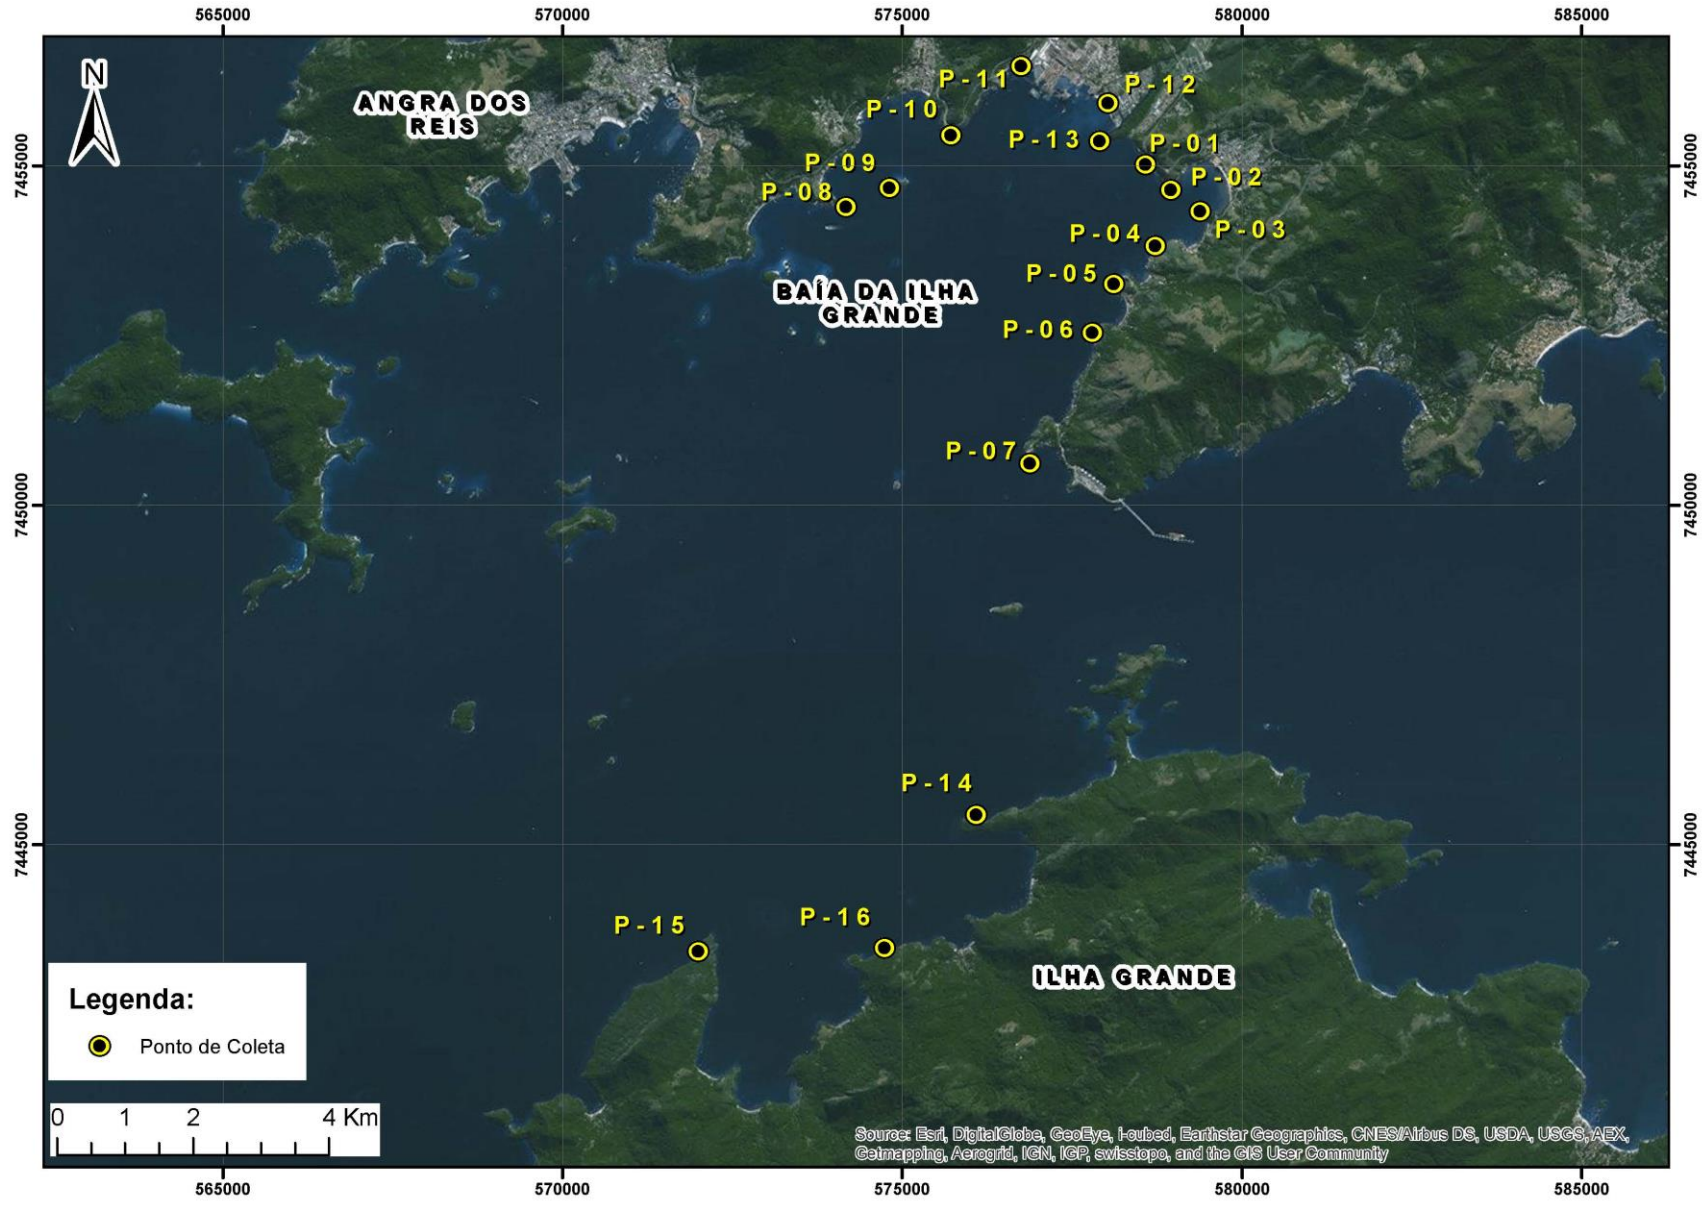 565000
570000
575000
580000
585000
N
ANGRA DOS
REIS
P-11
P-12
P-10
P-13
P-01
P-09
P-02
P-08
P-03
P-04
P-05
BAÍA DA ILHA
GRANDE
P-06
P-07
P-14
P-15
P-16
ILHA GRANDE
7455000
7450000
7445000
7455000
7450000
7445000
Legenda:
Ponto de Coleta
0 1 2 4 Km
Source: Esri, DigitalGlobe, GeoEye, i-cubed, Earthstar Geographics, CNES/Airbus DS, USDA, USGS, AEX,
Getmapping, Aerogrid, IGN, IGP, swisstopo, and the GIS User Community
565000
570000
575000
580000
585000